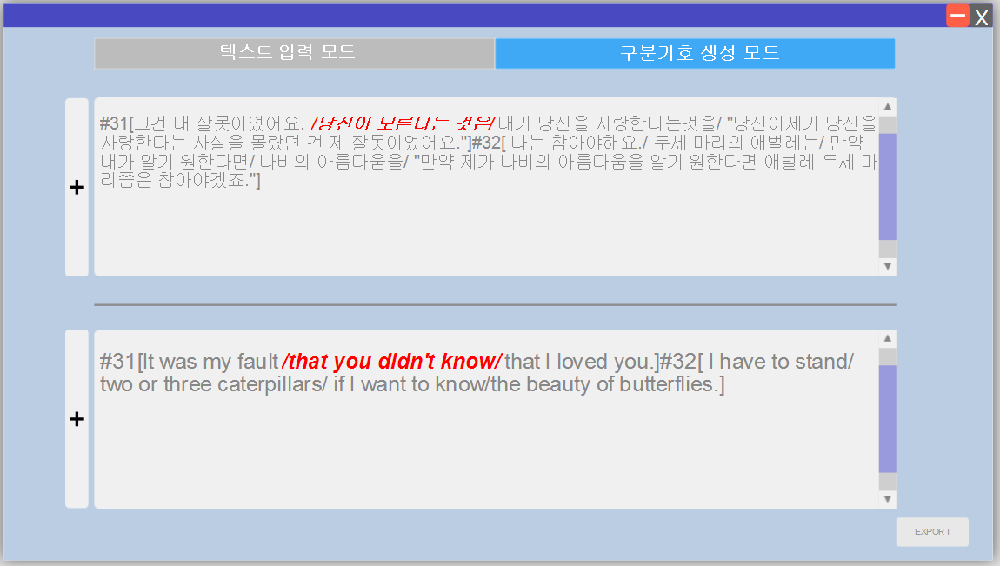 X
텍스트 입력 모드
구분기호 생성 모드
#31[그건 내 잘못이었어요. /당신이 모른다는 것은/ 내가 당신을 사랑한다는것을/ "당신이제가 당신을
사랑한다는 사실을 몰랐던 건 제 잘못이었어요."]#32[ 나는 참아야해요./ 두세 마리의 애벌레는/ 만약
내가 알기 원한다면/ 나비의 아름다움을/ "만약 제가 나비의 아름다움을 알기 원한다면 애벌레 두세 마
리쯤은 참아야겠죠."]
+
#31[It was my fault /that you didn't know/ that I loved you.]#32[ I have to stand/
two or three caterpillars/ if I want to know/the beauty of butterflies.]
+
EXPORT